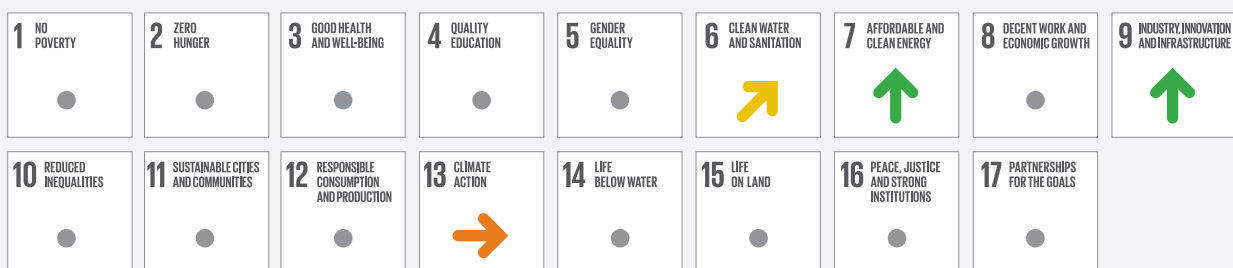 1 NO
POVERTY
2 ZERO
HUNGER
3 GOOD HEALTH
AND WELL-BEING
4 QUALITY
EDUCATION
5 GENDER
EQUALITY
6 CLEAN WATER
AND SANITATION
7 AFFORDABLE AND
CLEAN ENERGY
8 DECENT WORK AND
ECONOMIC GROWTH
9 INDUSTRY, INNOVATION
AND INFRASTRUCTURE
10 REDUCED
INEQUALITIES
11 SUSTAINABLE CITIES
AND COMMUNITIES
12 RESPONSIBLE
CONSUMPTION
AND PRODUCTION
13 CLIMATE
ACTION
14 LIFE
BELOW WATER
15 LIFE
ON LAND
16 PEACE, JUSTICE
AND STRONG
INSTITUTIONS
17 PARTNERSHIPS
FOR THE GOALS